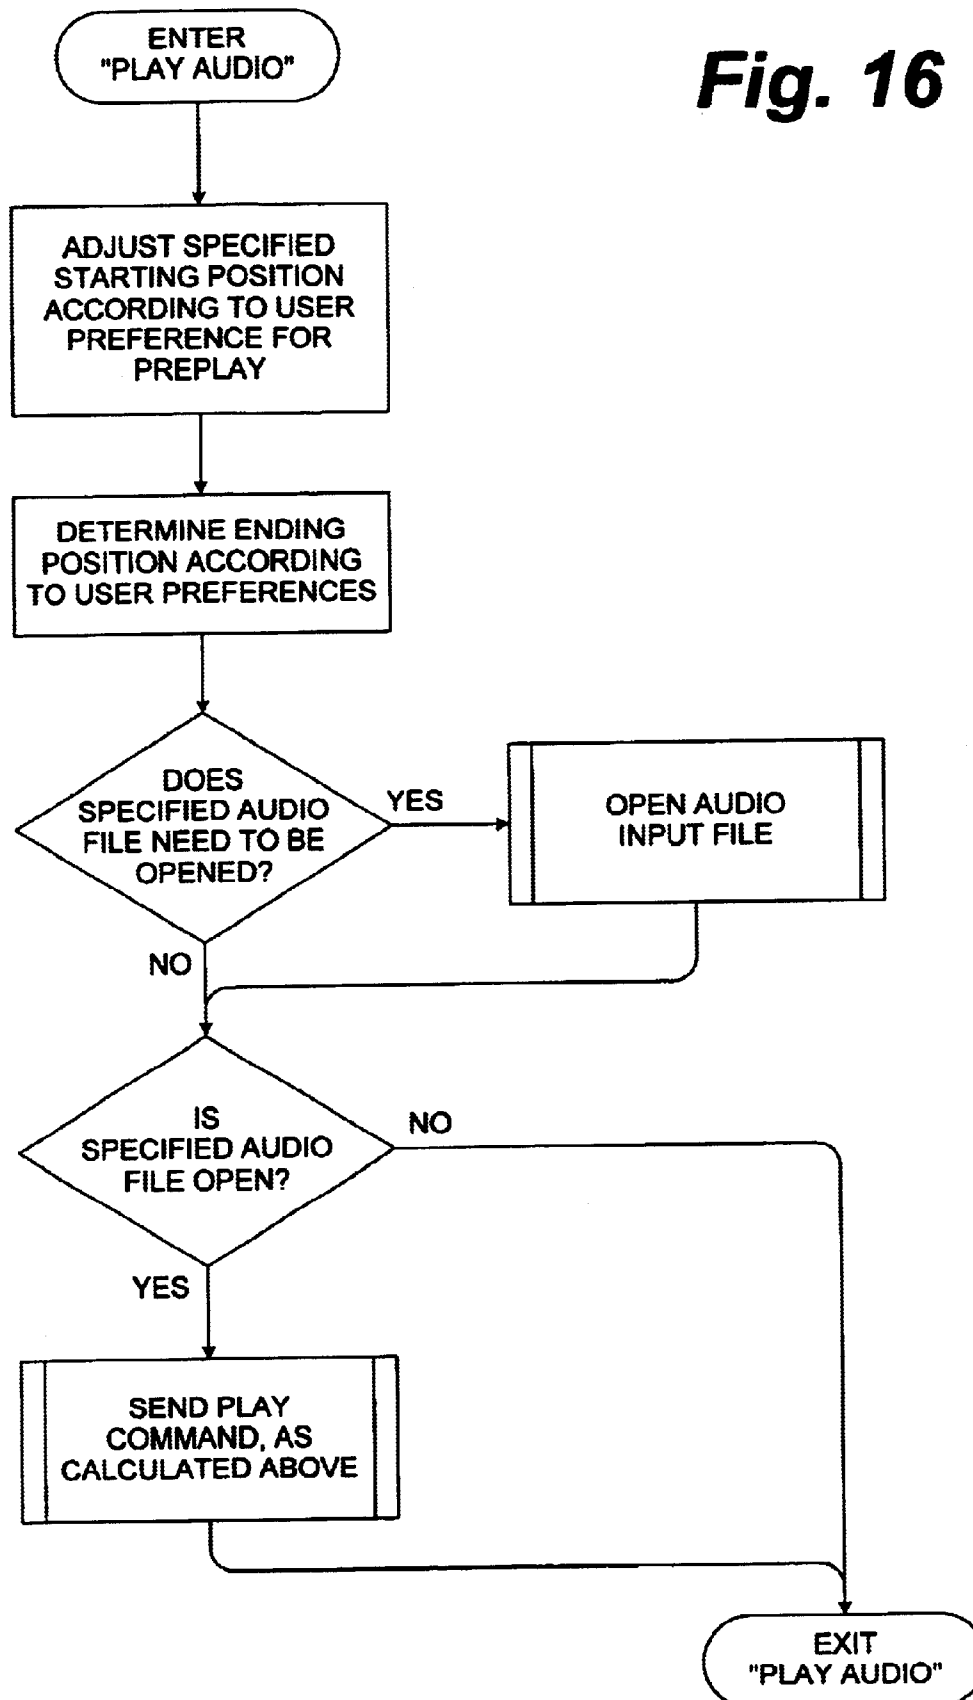 ENTER
"PLAY AUDIO"
Fig. 16
ADJUST SPECIFIED
STARTING POSITION
ACCORDING TO USER
PREFERENCE FOR
PREPLAY
DETERMINE ENDING
POSITION ACCORDING
TO USER PREFERENCES
DOES
SPECIFIED AUDIO
FILE NEED TO BE
OPENED?
YES
OPEN AUDIO
INPUT FILE
NO
IS
SPECIFIED AUDIO
FILE OPEN?
NO
YES
SEND PLAY
COMMAND, AS
CALCULATED ABOVE
EXIT
"PLAY AUDIO"